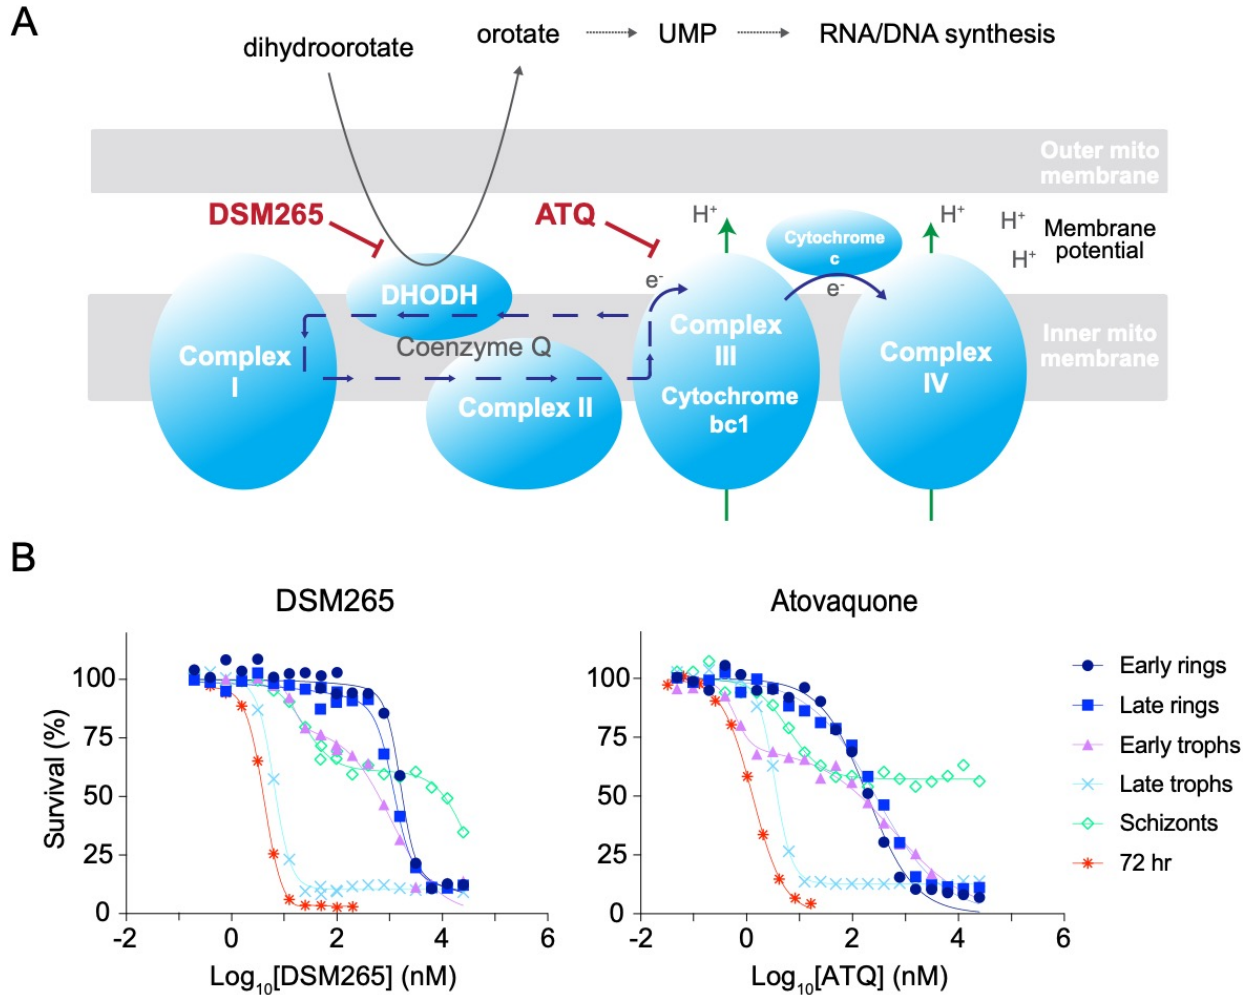 A
dihydroorotate
orotate
UMP
RNA/DNA synthesis
Outer mito
membrane
DSM265
ATQ
H+
H+
H+
H+
Membrane
potential
Cytochrome
c
e-
e-
DHODH
Coenzyme Q
Complex
I
Complex II
Complex
III
Cytochrome
bc1
Complex
IV
Inner mito
membrane
B
DSM265
Survival (%)
100
75
50
25
0
-2
0
2
4
6
Log10[DSM265] (nM)
Atovaquone
100
75
50
25
0
-2
0
2
4
6
Log10[ATQ] (nM)
Early rings
Late rings
Early trophs
Late trophs
Schizonts
72 hr